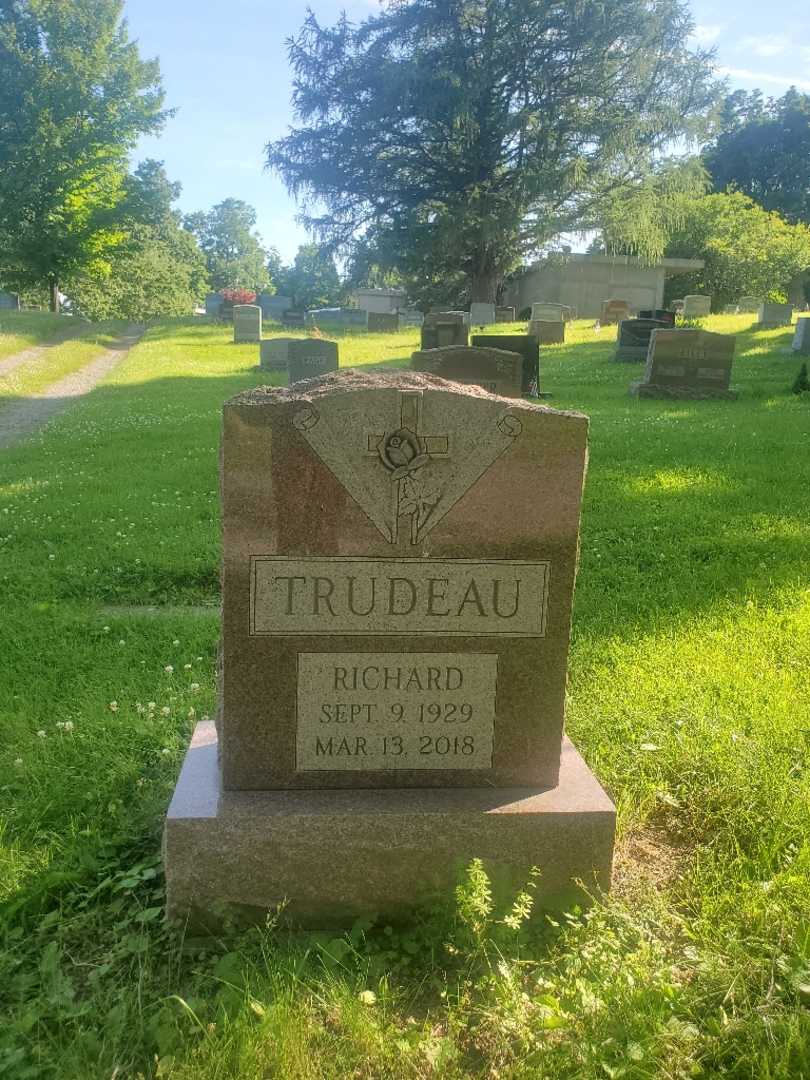 TRUDEAU
RICHARD
SEPT. 9, 1929
MAR. 13, 2018